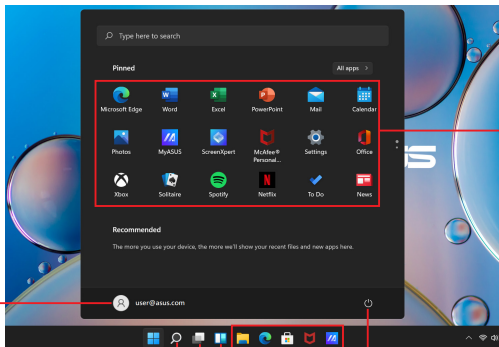 Type here to search
Pinned
All apps >
Microsoft Edge
Word
Excel
PowerPoint
Mail
Calendar
Photos
MyASUS
ScreenXpert
McAfee®
Personal...
Settings
Office
Xbox
Solitaire
Spotify
Netflix
To Do
News
Recommended
The more you use your device, the more we'll show your recent files and new apps here.
user@asus.com